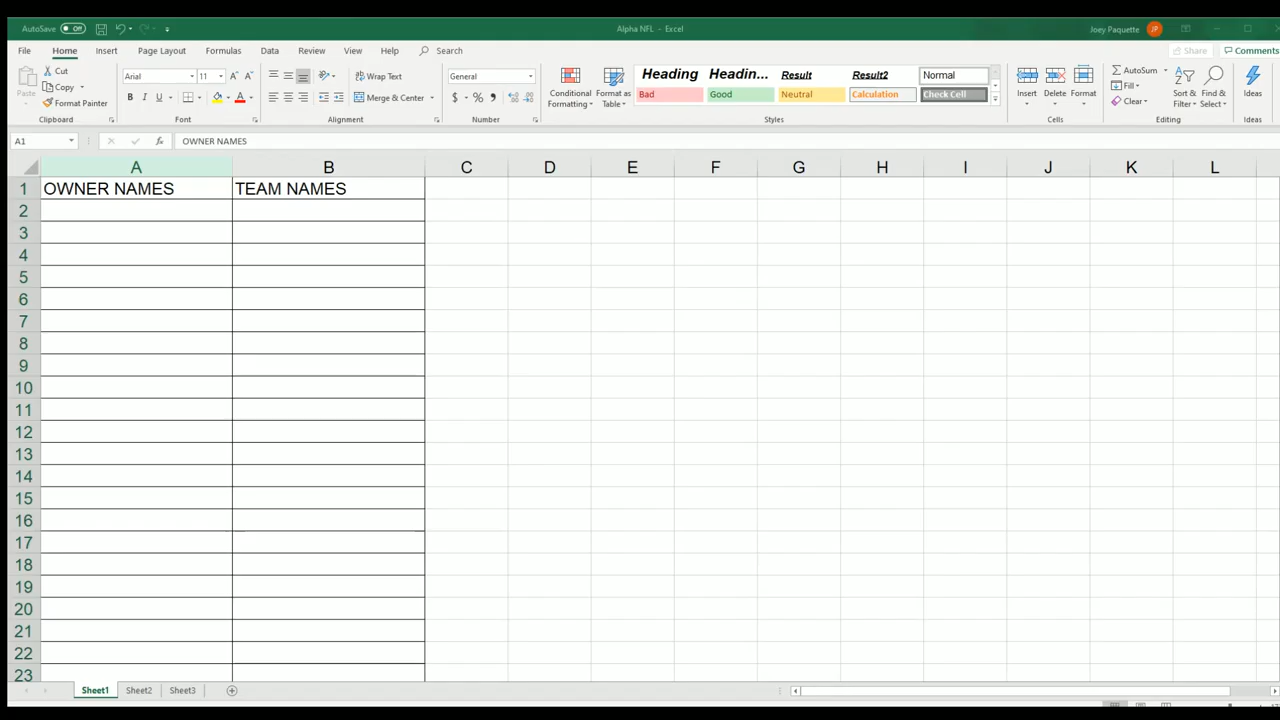 AutoSave Off Alpha NFL - Excel Joey Paquette JP
File Home Insert Page Layout Formulas Data Review View Help Search Share Comments
Cut Arial 11 Wrap Text General Heading Headin... Result Result2 Normal AutoSum
Copy Fill
Paste Format Painter B I U Merge & Center $ % , Conditional Formatting Format as Table Bad Good Neutral Calculation Check Cell Insert Delete Format Clear Sort & Filter Find & Select Ideas
Clipboard Font Alignment Number Styles Cells Editing Ideas
A1 fx OWNER NAMES
A B C D E F G H I J K L
1 OWNER NAMES TEAM NAMES
2
3
4
5
6
7
8
9
10
11
12
13
14
15
16
17
18
19
20
21
22
23
Sheet1 Sheet2 Sheet3